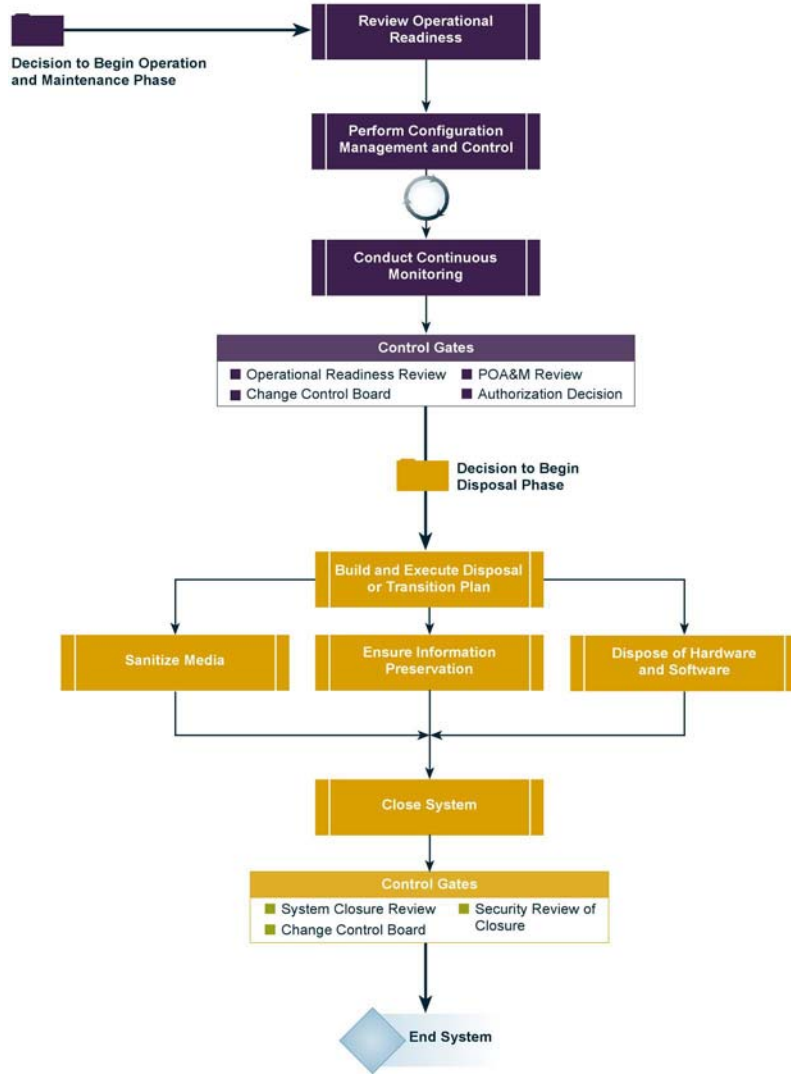 Review Operational
Readiness
Decision to Begin Operation
and Maintenance Phase
Perform Configuration
Management and Control
Conduct Continuous
Monitoring
Control Gates
Operational Readiness Review
POA&M Review
Change Control Board
Authorization Decision
Decision to Begin
Disposal Phase
Build and Execute Disposal
or Transition Plan
Sanitize Media
Ensure Information
Preservation
Dispose of Hardware
and Software
Close System
Control Gates
System Closure Review
Change Control Board
Security Review of
Closure
End System